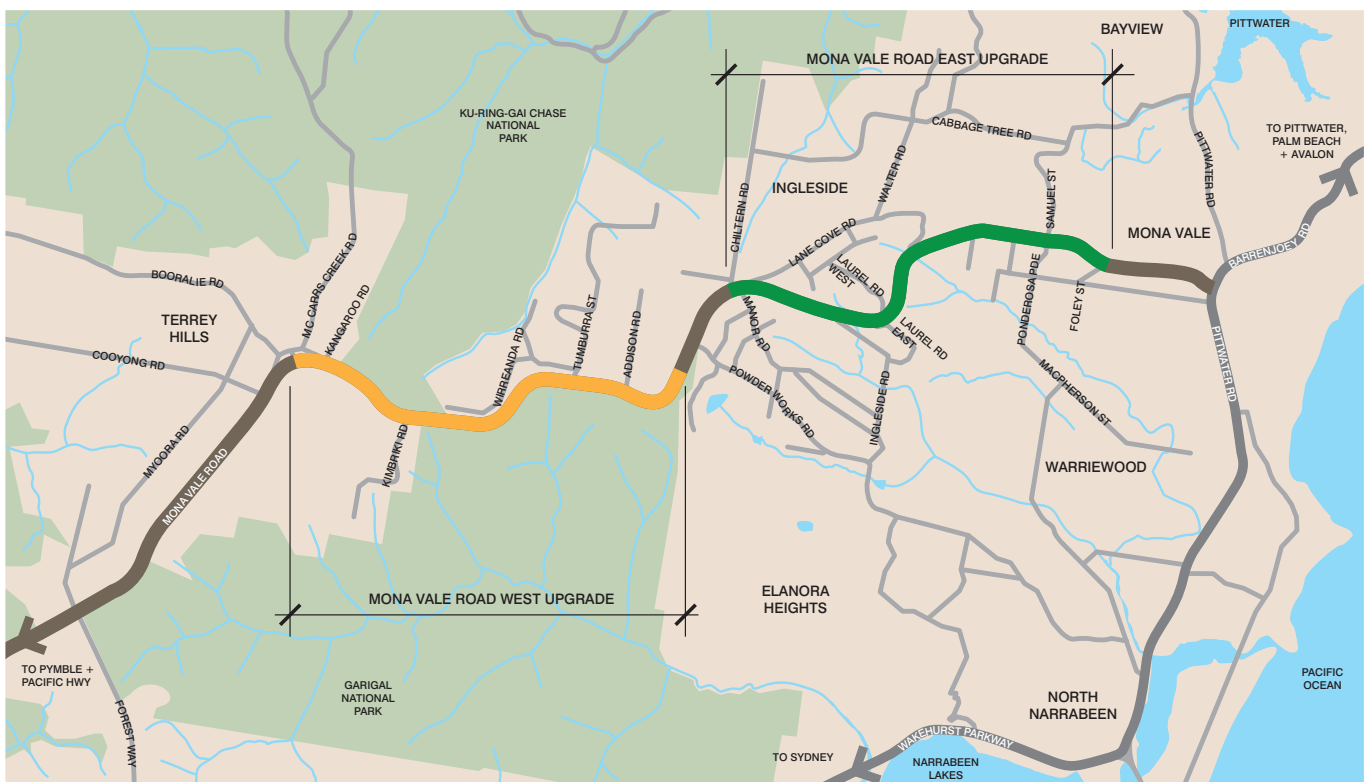 BAYVIEW
PITTWATER
MONA VALE ROAD EAST UPGRADE
KU-RING-GAI CHASE
NATIONAL
PARK
CABBAGE TREE RD
TO PITTWATER,
PALM BEACH
+ AVALON
PITTWATER RD
WALTER RD
INGLESIDE
SAMUEL ST
CHILTERN RD
MONA VALE
BARRENJOEY RD
LANE COVE RD
MC CARRS CREEK RD
BOORALIE RD
KANGAROO RD
LAUREL RD
WEST
PONDEROSA PDE
FOLEY ST
TERREY
HILLS
TUMBURRA ST
ADDISON RD
WIRREANDA RD
MANOR RD
LAUREL RD
EAST
COOYONG RD
PITTWATER RD
POWDER WORKS RD
INGLESIDE RD
MACPHERSON ST
MYOORA RD
KIMBRIKI RD
WARRIEWOOD
MONA VALE ROAD
MONA VALE ROAD WEST UPGRADE
ELANORA
HEIGHTS
TO PYMBLE +
PACIFIC HWY
GARIGAL
NATIONAL
PARK
PACIFIC
OCEAN
NORTH
NARRABEEN
FOREST WAY
WAKEHURST PARKWAY
TO SYDNEY
NARRABEEN
LAKES